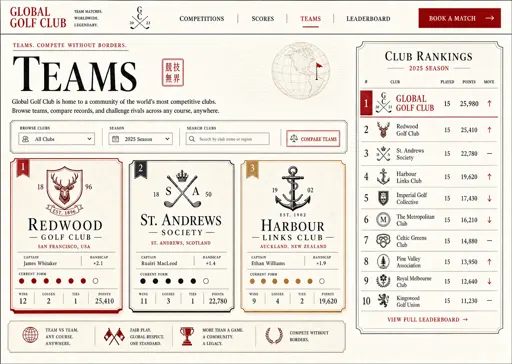 GLOBAL
GOLF CLUB
TEAM MATCHES.
WORLDWIDE.
LEGENDARY.
G C
20 23
COMPETITIONS
SCORES
TEAMS
LEADERBOARD
BOOK A MATCH →
TEAMS. COMPETE WITHOUT BORDERS.
TEAMS
競技
無界
Global Golf Club is home to a community of the world's most competitive clubs.
Browse teams, compare records, and challenge rivals across any course, anywhere.
BROWSE CLUBS
All Clubs
SEASON
2025 Season
SEARCH CLUBS
Search by club name or region
COMPARE TEAMS
1
18 96
EST. 1896
REDWOOD
GOLF CLUB
SAN FRANCISCO, USA
CAPTAIN
James Whitaker
HANDICAP
+2.1
CURRENT FORM
WINS LOSSES TIES POINTS
12 2 1 25,410
2
18 50
S A
ST. ANDREWS
SOCIETY
ST. ANDREWS, SCOTLAND
CAPTAIN
Ruairí MacLeod
HANDICAP
+1.4
CURRENT FORM
WINS LOSSES TIES POINTS
11 3 1 22,780
3
19 02
EST. 1902
HARBOUR
LINKS CLUB
AUCKLAND, NEW ZEALAND
CAPTAIN
Ethan Williams
HANDICAP
+1.9
CURRENT FORM
WINS LOSSES TIES POINTS
9 4 2 19,620
TEAM VS TEAM.
ANY COURSE.
ANYWHERE.
FAIR PLAY.
GLOBAL RESPECT.
ONE STANDARD.
MORE THAN A GAME.
A COMMUNITY.
A LEGACY.
COMPETE WITHOUT
BORDERS.
CLUB RANKINGS
2025 SEASON
# CLUB PLAYED POINTS MOVE
1 GLOBAL GOLF CLUB 15 25,980 ↑
2 Redwood Golf Club 15 25,410 ↑
3 St. Andrews Society 15 22,780 –
4 Harbour Links Club 15 19,620 ↑
5 Imperial Golf Collective 15 17,430 ↓
6 M The Metropolitan Club 15 16,210 ↓
7 Celtic Greens Club 15 14,880 –
8 Pine Valley Association 15 13,950 ↑
9 Royal Melbourne Club 15 12,640 ↓
10 Kingswood Golf Union 15 11,230 –
VIEW FULL LEADERBOARD →